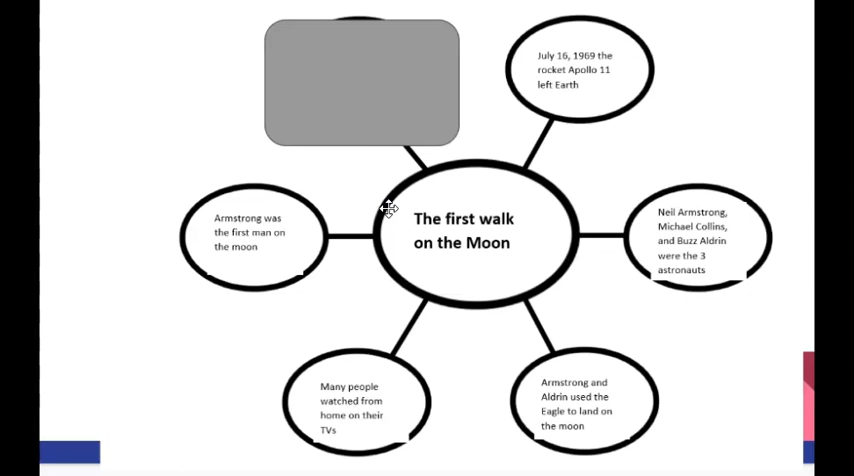 July 16, 1969 the
rocket Apollo 11
left Earth
Armstrong was
the first man on
the moon
The first walk
on the Moon
Neil Armstrong,
Michael Collins,
and Buzz Aldrin
were the 3
astronauts
Many people
watched from
home on their
TVs
Armstrong and
Aldrin used the
Eagle to land on
the moon